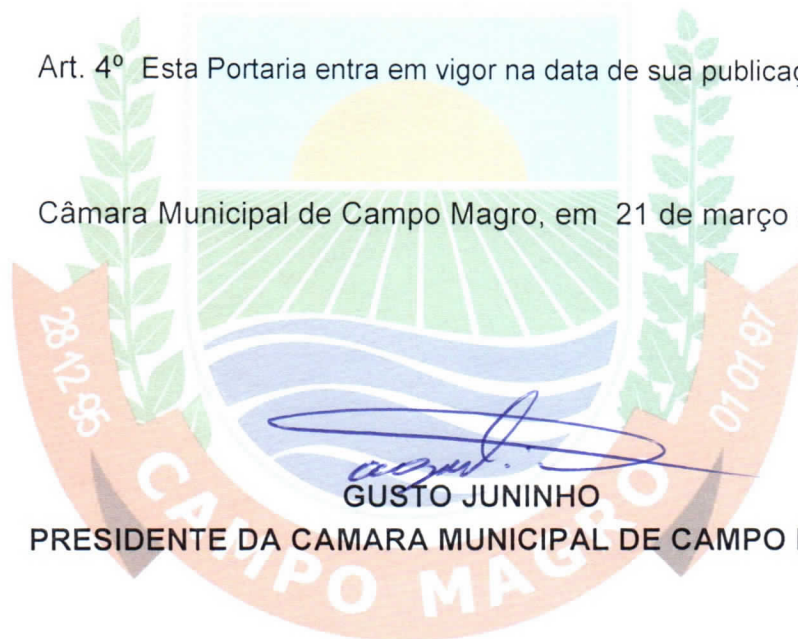 Art. 4º Esta Portaria entra em vigor na data de sua publicaç
Câmara Municipal de Campo Magro, em 21 de março
28 12 95
01 01 97
GUSTO JUNINHO
PRESIDENTE DA CAMARA MUNICIPAL DE CAMPO
CAMPO MAGRO